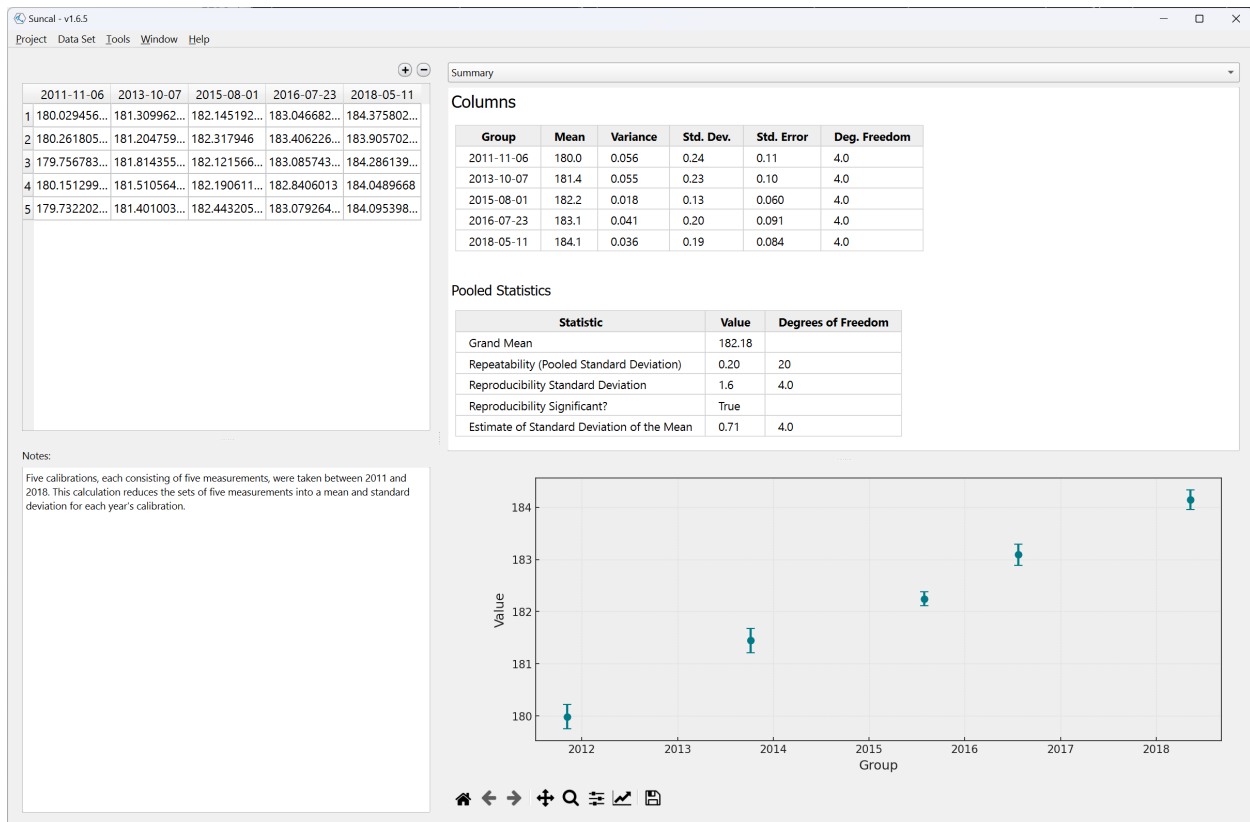 Suncal - v1.6.5
Project Data Set Tools Window Help
2011-11-06 2013-10-07 2015-08-01 2016-07-23 2018-05-11
1 180.029456... 181.309962... 182.145192... 183.046682... 184.375802...
2 180.261805... 181.204759... 182.317946 183.406226... 183.905702...
3 179.756783... 181.814355... 182.121566... 183.085743... 184.286139...
4 180.151299... 181.510564... 182.190611... 182.8406013 184.0489668
5 179.732202... 181.401003... 182.443205... 183.079264... 184.095398...
Notes:
Five calibrations, each consisting of five measurements, were taken between 2011 and
2018. This calculation reduces the sets of five measurements into a mean and standard
deviation for each year's calibration.
Summary
Columns
Group Mean Variance Std. Dev. Std. Error Deg. Freedom
2011-11-06 180.0 0.056 0.24 0.11 4.0
2013-10-07 181.4 0.055 0.23 0.10 4.0
2015-08-01 182.2 0.018 0.13 0.060 4.0
2016-07-23 183.1 0.041 0.20 0.091 4.0
2018-05-11 184.1 0.036 0.19 0.084 4.0
Pooled Statistics
Statistic Value Degrees of Freedom
Grand Mean 182.18
Repeatability (Pooled Standard Deviation) 0.20 20
Reproducibility Standard Deviation 1.6 4.0
Reproducibility Significant? True
Estimate of Standard Deviation of the Mean 0.71 4.0
184
183
182
181
180
Value
2012 2013 2014 2015 2016 2017 2018
Group